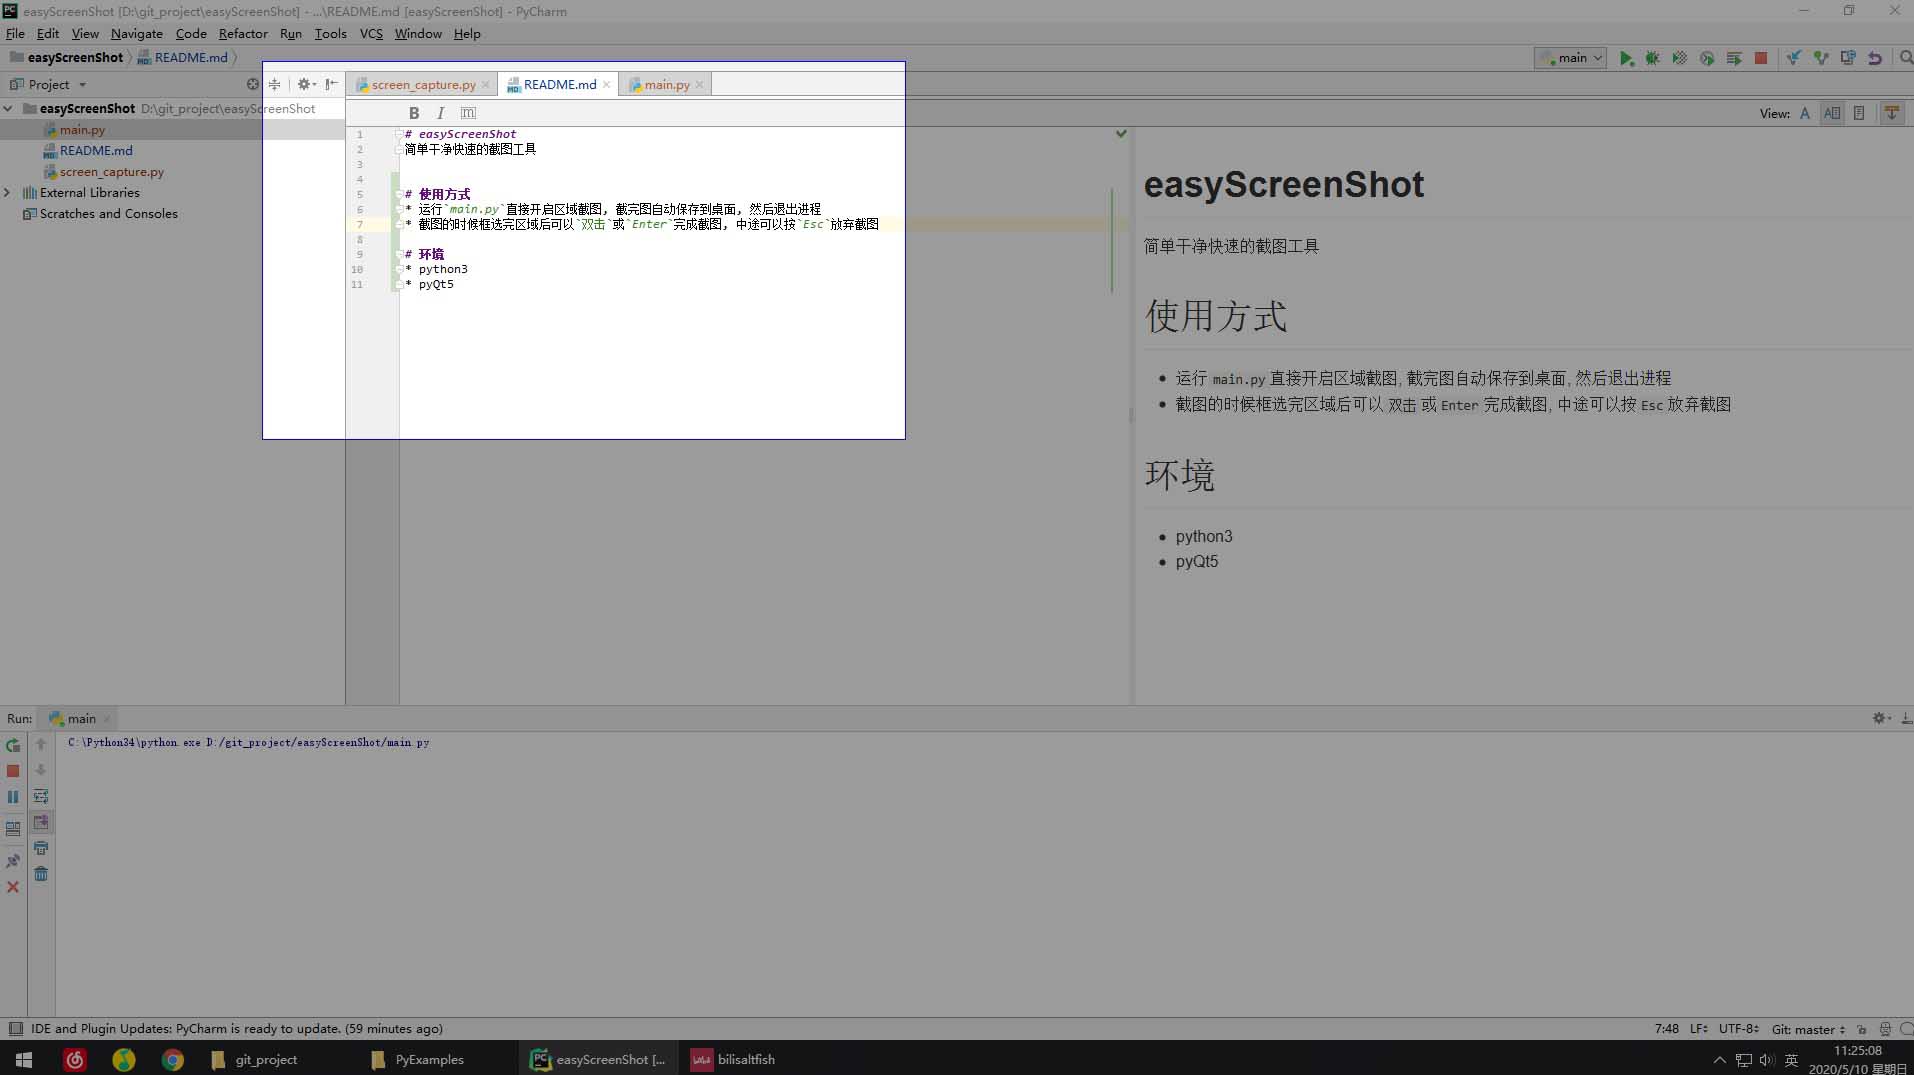 easyScreenShot [D:\git_project\easyScreenShot] - ...\README.md [easyScreenShot] - PyCharm
File Edit View Navigate Code Refactor Run Tools VCS Window Help
easyScreenShot README.md
main
Project
screen_capture.py README.md main.py
easyScreenShot D:\git_project\easyScreenShot
main.py
README.md
screen_capture.py
External Libraries
Scratches and Consoles
B I m
View: A
1 # easyScreenShot
2 简单干净快速的截图工具
3
4
5 # 使用方式
6 * 运行`main.py`直接开启区域截图, 截完图自动保存到桌面, 然后退出进程
7 * 截图的时候框选完区域后可以`双击`或`Enter`完成截图, 中途可以按`Esc`放弃截图
8
9 # 环境
10 * python3
11 * pyQt5
easyScreenShot
简单干净快速的截图工具
使用方式
• 运行 main.py 直接开启区域截图, 截完图自动保存到桌面, 然后退出进程
• 截图的时候框选完区域后可以 双击 或 Enter 完成截图, 中途可以按 Esc 放弃截图
环境
• python3
• pyQt5
Run: main
C:\Python34\python.exe D:/git_project/easyScreenShot/main.py
IDE and Plugin Updates: PyCharm is ready to update. (59 minutes ago)
7:48 LF UTF-8 Git: master
git_project PyExamples easyScreenShot [... bilisaltfish
英
11:25:08
2020/5/10 星期日